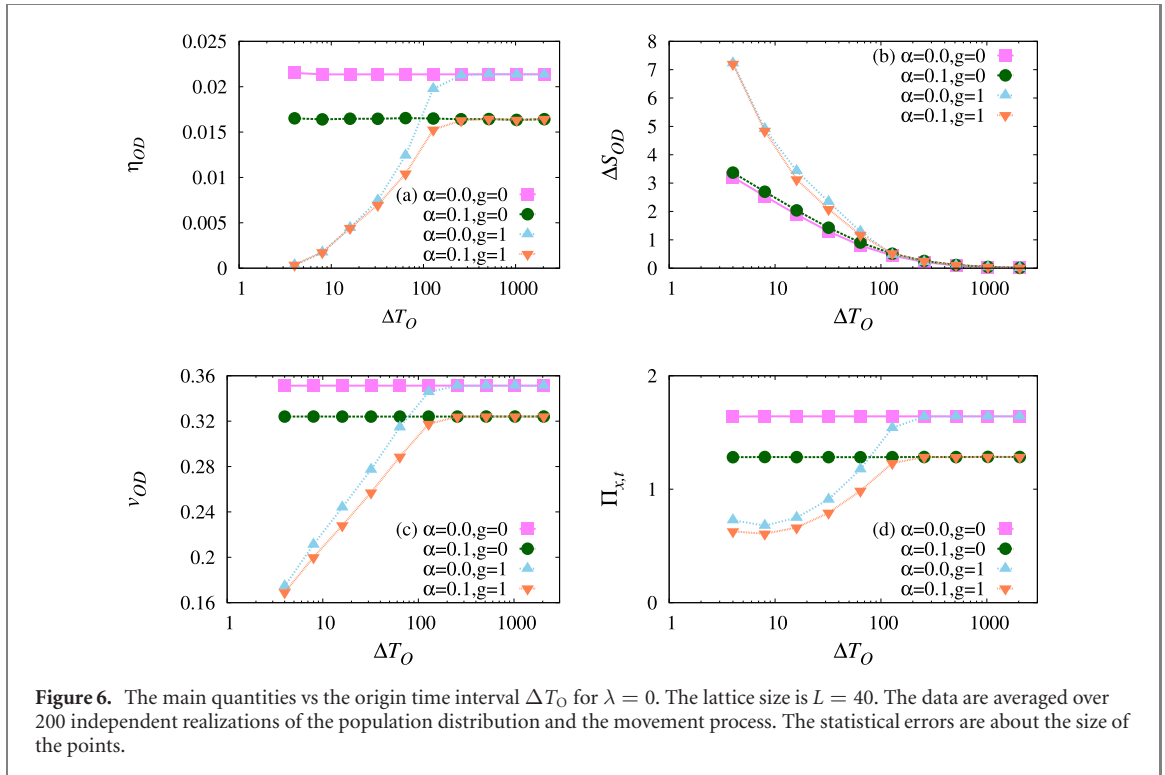 0.025
0.02
0.015
0.01
0.005
0
η_OD
(a) α=0.0,g=0
α=0.1,g=0
α=0.0,g=1
α=0.1,g=1
1 10 100 1000
ΔT_O
8
7
6
5
4
3
2
1
0
ΔS_OD
(b) α=0.0,g=0
α=0.1,g=0
α=0.0,g=1
α=0.1,g=1
1 10 100 1000
ΔT_O
0.36
0.32
0.28
0.24
0.2
0.16
v_OD
(c) α=0.0,g=0
α=0.1,g=0
α=0.0,g=1
α=0.1,g=1
1 10 100 1000
ΔT_O
2
1
0
Π_x,t
(d) α=0.0,g=0
α=0.1,g=0
α=0.0,g=1
α=0.1,g=1
1 10 100 1000
ΔT_O
Figure 6. The main quantities vs the origin time interval ΔT_O for λ = 0. The lattice size is L = 40. The data are averaged over
200 independent realizations of the population distribution and the movement process. The statistical errors are about the size of
the points.